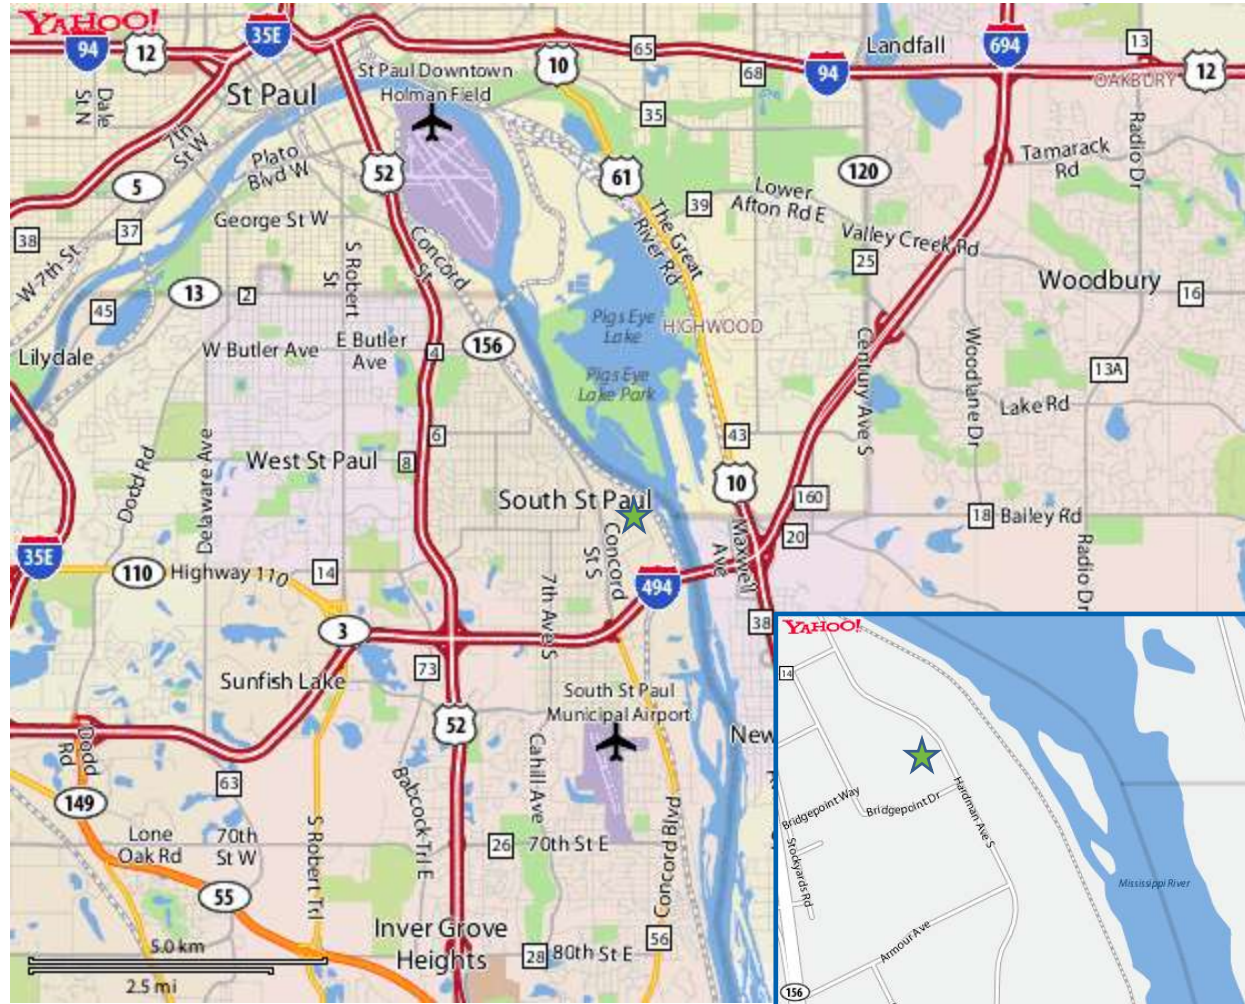 YAHOO!
94
12
35E
10
65
68
94
Landfall
694
13
12
OAKBURY
St Paul Downtown
Holman Field
St Paul
Dale
St N
7th
St W
35
Radio Dr
Plato
Blvd W
52
61
120
Tamarack
Rd
5
39
Lower
Afton Rd E
George St W
37
38
The Great
River Rd
Valley Creek Rd
25
Concord
St
S Robert
St
W 7th St
Woodbury
16
13
2
45
Pigs Eye
Lake
HIGHWOOD
Lilydale
W Butler Ave
E Butler
Ave
4
156
Century Ave S
Woodlane Dr
13A
Pigs Eye
Lake Park
Lake Rd
6
43
Dodd Rd
Delaware Ave
West St Paul
8
10
South St Paul
160
18
Bailey Rd
20
Concord
St S
Maxwell
Ave
Radio Dr
35E
110
Highway 110
14
7th Ave S
494
3
38
Sunfish Lake
73
South St Paul
Municipal Airport
52
New
Dodd
Rd
63
Cahill Ave
Babcock Trl E
149
Lone
Oak Rd
70th
St W
S Robert Trl
26
70th St E
Concord Blvd
55
Inver Grove
Heights
56
28
80th St E
5.0 km
2.5 mi
YAHOO!
14
Bridgepoint Way
Bridgepoint Dr
Hardman Ave S
Stockyards Rd
Mississippi River
Armour Ave
156